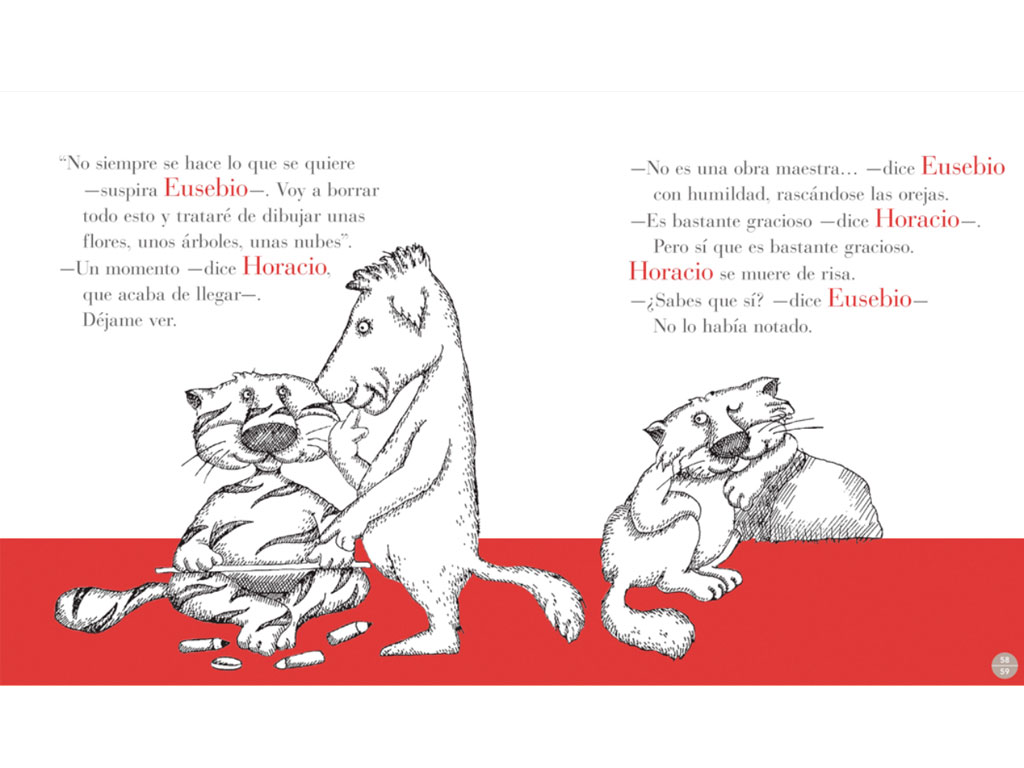 “No siempre se hace lo que se quiere
—suspira Eusebio—. Voy a borrar
todo esto y trataré de dibujar unas
flores, unos árboles, unas nubes”.
—Un momento —dice Horacio,
que acaba de llegar—.
Déjame ver.
—No es una obra maestra... —dice Eusebio
con humildad, rascándose las orejas.
—Es bastante gracioso —dice Horacio—.
Pero sí que es bastante gracioso.
Horacio se muere de risa.
—¿Sabes que sí? —dice Eusebio—
No lo había notado.
58
59